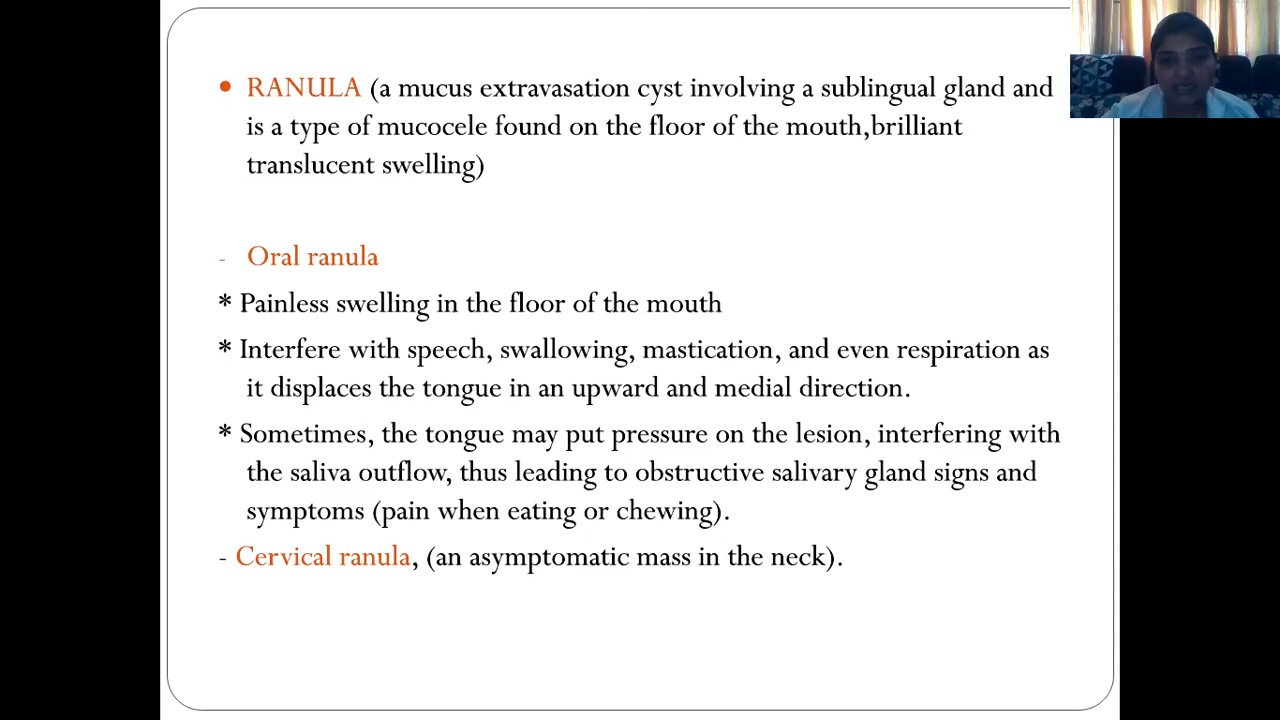 • RANULA (a mucus extravasation cyst involving a sublingual gland and
is a type of mucocele found on the floor of the mouth,brilliant
translucent swelling)
- Oral ranula
* Painless swelling in the floor of the mouth
* Interfere with speech, swallowing, mastication, and even respiration as
it displaces the tongue in an upward and medial direction.
* Sometimes, the tongue may put pressure on the lesion, interfering with
the saliva outflow, thus leading to obstructive salivary gland signs and
symptoms (pain when eating or chewing).
- Cervical ranula, (an asymptomatic mass in the neck).